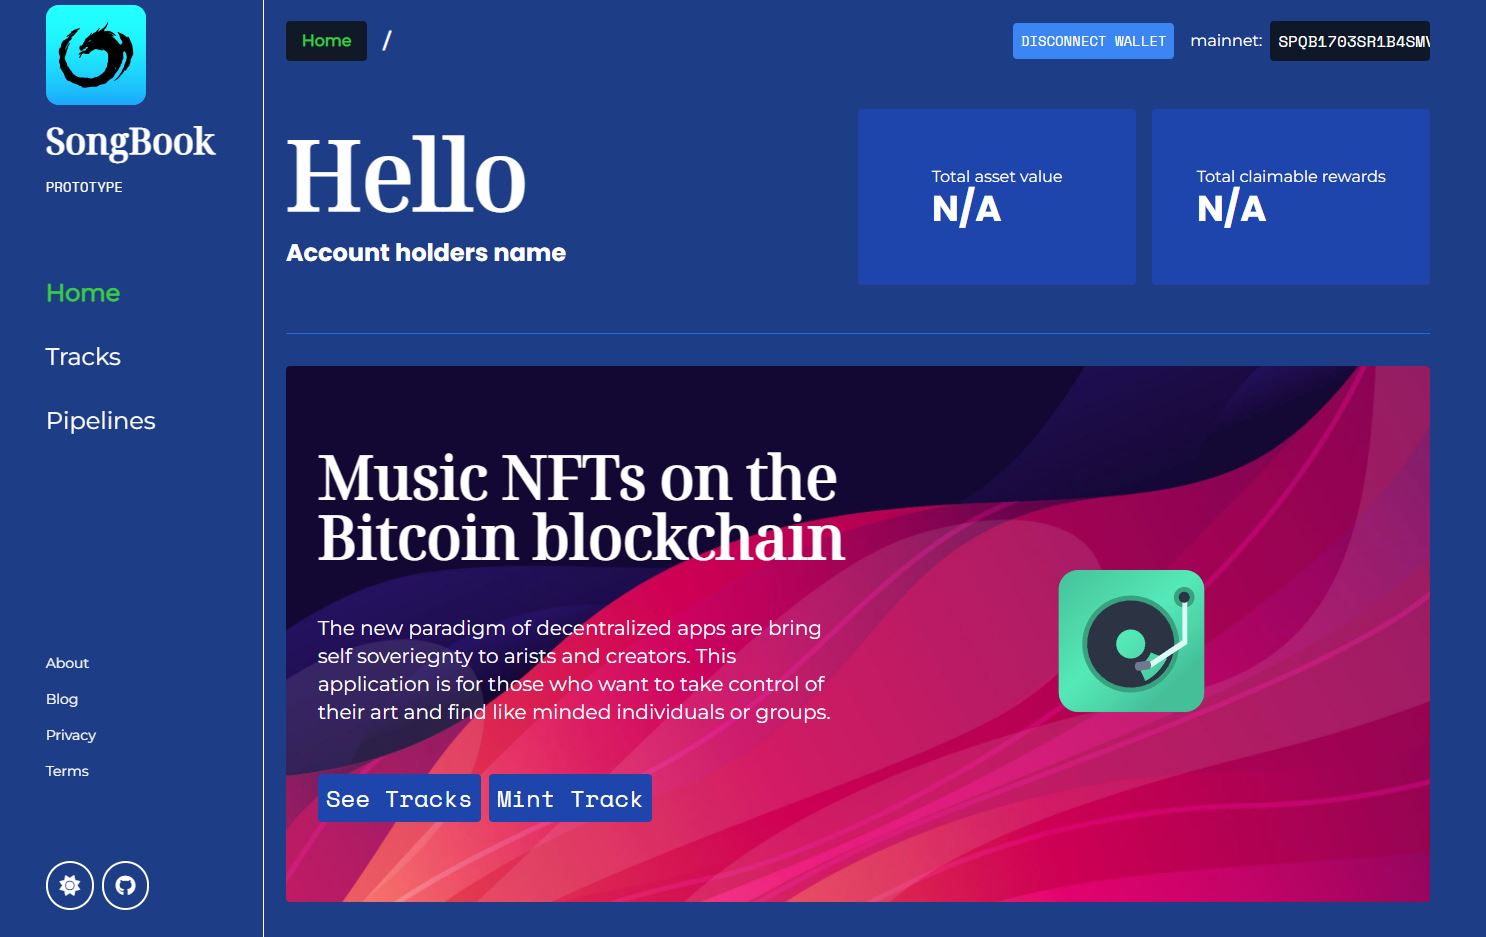 SongBook
PROTOTYPE
Home
Tracks
Pipelines
About
Blog
Privacy
Terms
Home /
DISCONNECT WALLET mainnet: SPQB1703SR1B4SM
Hello
Account holders name
Total asset value
N/A
Total claimable rewards
N/A
Music NFTs on the
Bitcoin blockchain
The new paradigm of decentralized apps are bring
self soveriegnty to arists and creators. This
application is for those who want to take control of
their art and find like minded individuals or groups.
See Tracks Mint Track